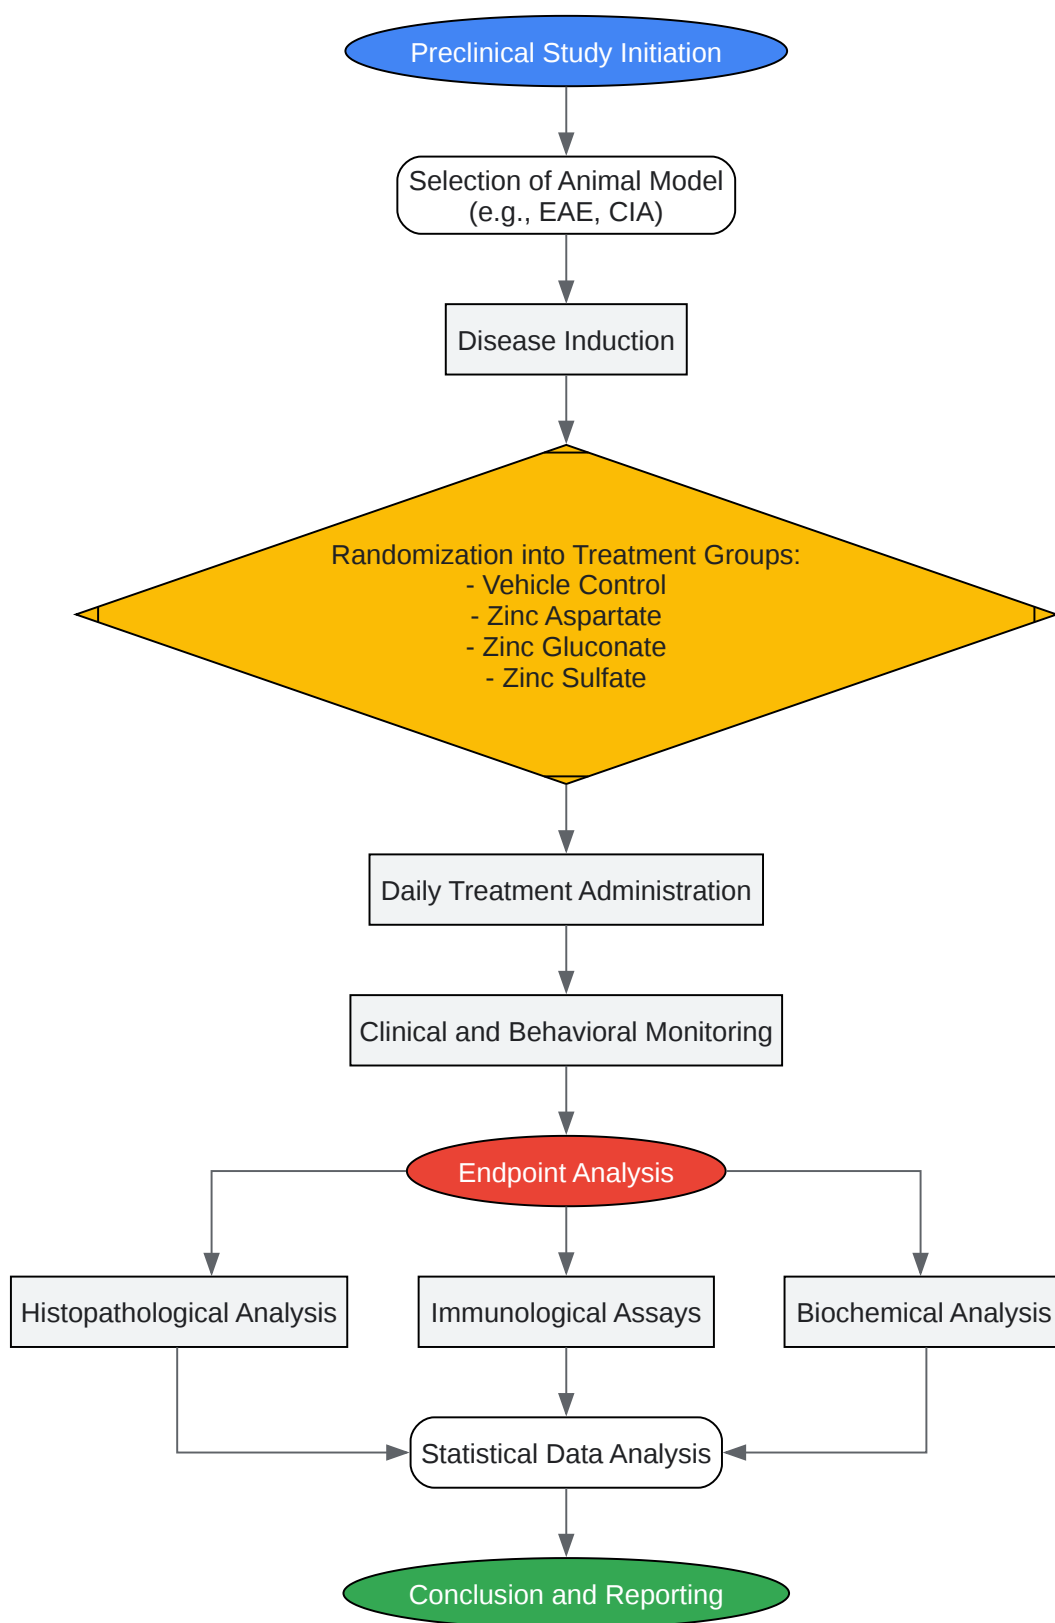 Preclinical Study Initiation
Selection of Animal Model
(e.g., EAE, CIA)
Disease Induction
Randomization into Treatment Groups:
- Vehicle Control
- Zinc Aspartate
- Zinc Gluconate
- Zinc Sulfate
Daily Treatment Administration
Clinical and Behavioral Monitoring
Endpoint Analysis
Histopathological Analysis
Immunological Assays
Biochemical Analysis
Statistical Data Analysis
Conclusion and Reporting